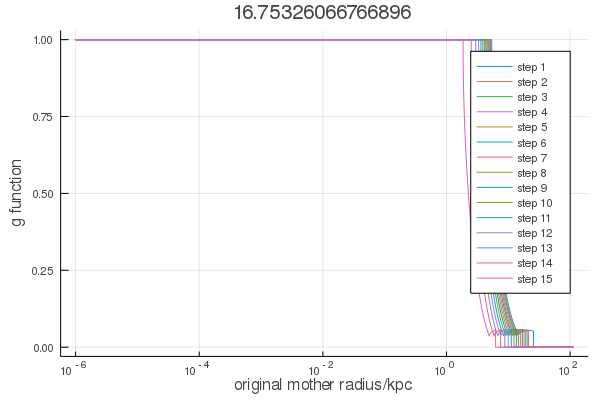 16.75326066766896
1.00
0.75
0.50
0.25
0.00
g function
step 1
step 2
step 3
step 4
step 5
step 6
step 7
step 8
step 9
step 10
step 11
step 12
step 13
step 14
step 15
10^-6
10^-4
10^-2
10^0
10^2
original mother radius/kpc